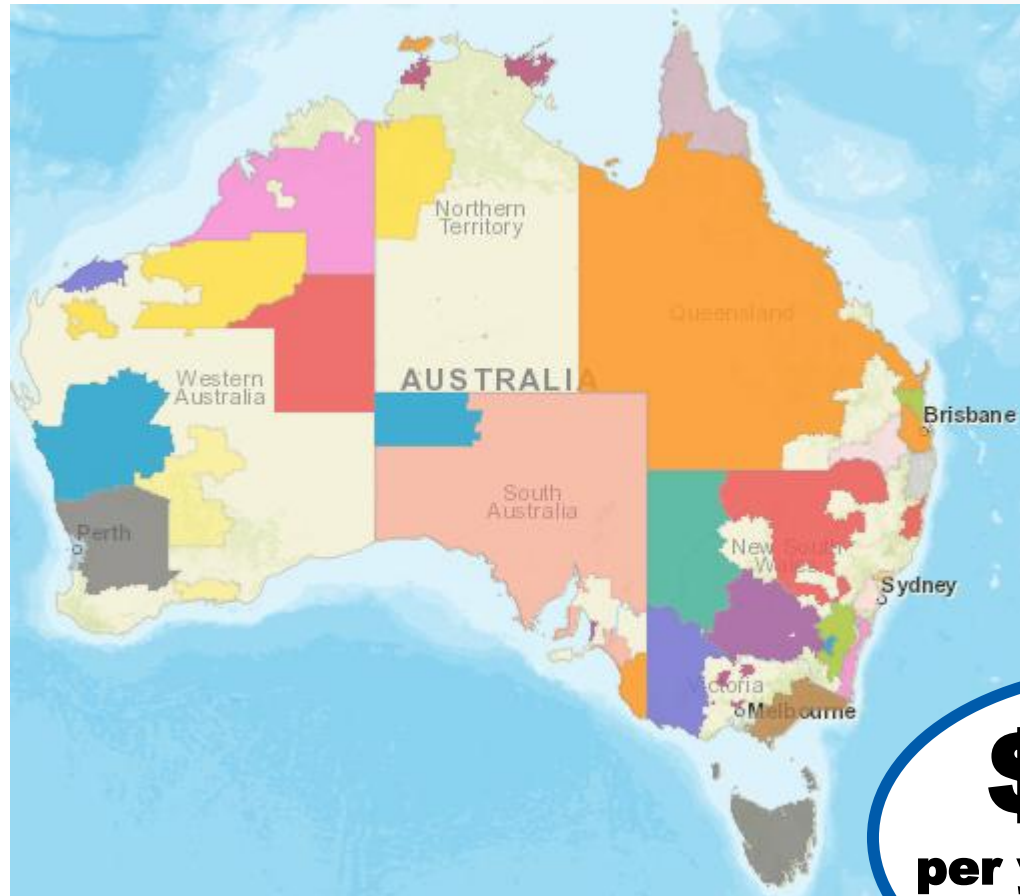 Northern
Territory
Queensland
AUSTRALIA
Western
Australia
Brisbane
South
Australia
Perth
New South
Wales
Sydney
Victoria
Melbourne
$
per